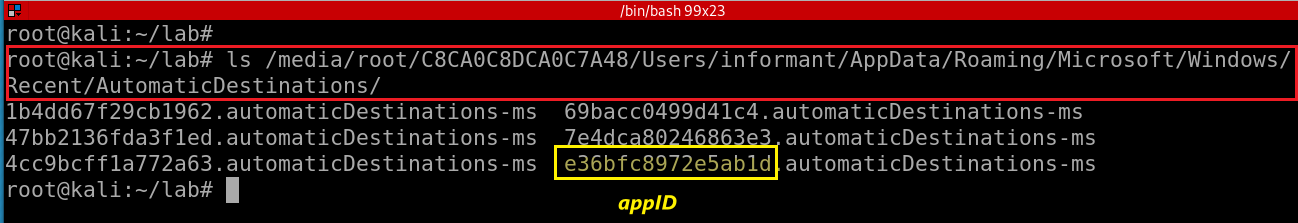 /bin/bash 99x23
root@kali:~/lab#
root@kali:~/lab# ls /media/root/C8CA0C8DCA0C7A48/Users/informant/AppData/Roaming/Microsoft/Windows/
Recent/AutomaticDestinations/
1b4dd67f29cb1962.automaticDestinations-ms  69bacc0499d41c4.automaticDestinations-ms
47bb2136fda3f1ed.automaticDestinations-ms  7e4dca80246863e3.automaticDestinations-ms
4cc9bcff1a772a63.automaticDestinations-ms  e36bfc8972e5ab1d.automaticDestinations-ms
root@kali:~/lab#
appID